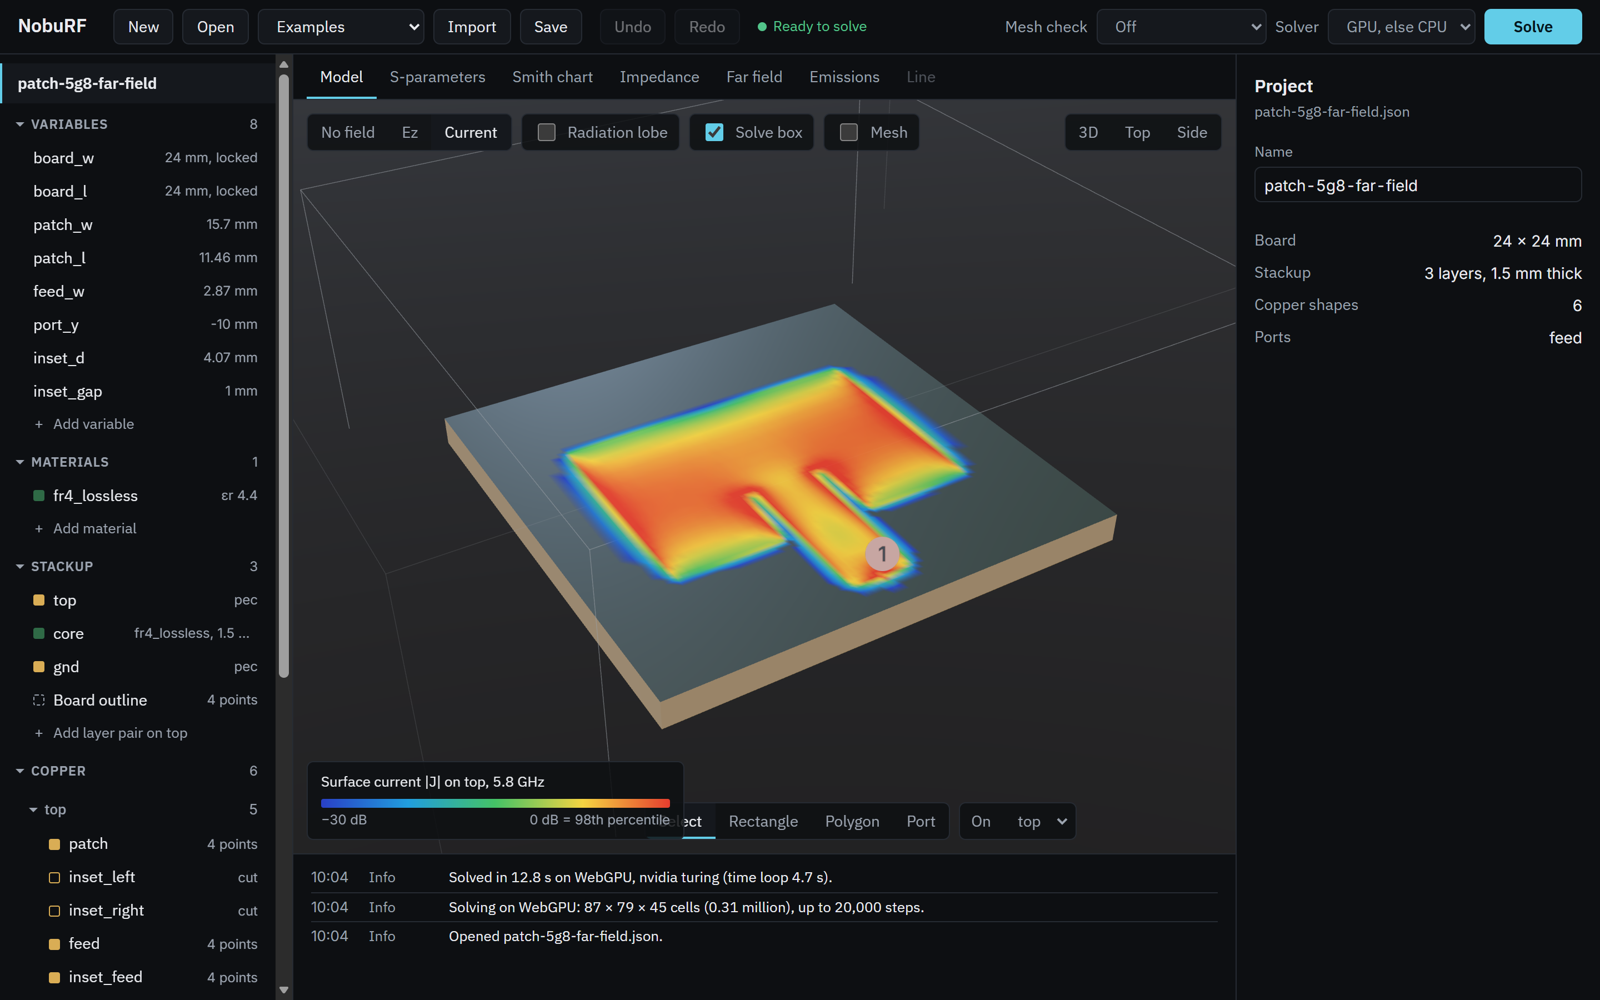 NobuRF New Open Examples Import Save Undo Redo Ready to solve Mesh check Off Solver GPU, else CPU Solve
patch-5g8-far-field
VARIABLES 8
board_w 24 mm, locked
board_l 24 mm, locked
patch_w 15.7 mm
patch_l 11.46 mm
feed_w 2.87 mm
port_y -10 mm
inset_d 4.07 mm
inset_gap 1 mm
+ Add variable
MATERIALS 1
fr4_lossless εr 4.4
+ Add material
STACKUP 3
top pec
core fr4_lossless, 1.5 ...
gnd pec
Board outline 4 points
+ Add layer pair on top
COPPER 6
top 5
patch 4 points
inset_left cut
inset_right cut
feed 4 points
inset_feed 4 points
Model S-parameters Smith chart Impedance Far field Emissions Line
No field Ez Current Radiation lobe Solve box Mesh 3D Top Side
1
Surface current |J| on top, 5.8 GHz
−30 dB 0 dB = 98th percentile
Rectangle Polygon Port On top
10:04 Info Solved in 12.8 s on WebGPU, nvidia turing (time loop 4.7 s).
10:04 Info Solving on WebGPU: 87 × 79 × 45 cells (0.31 million), up to 20,000 steps.
10:04 Info Opened patch-5g8-far-field.json.
Project
patch-5g8-far-field.json
Name
patch-5g8-far-field
Board 24 × 24 mm
Stackup 3 layers, 1.5 mm thick
Copper shapes 6
Ports feed